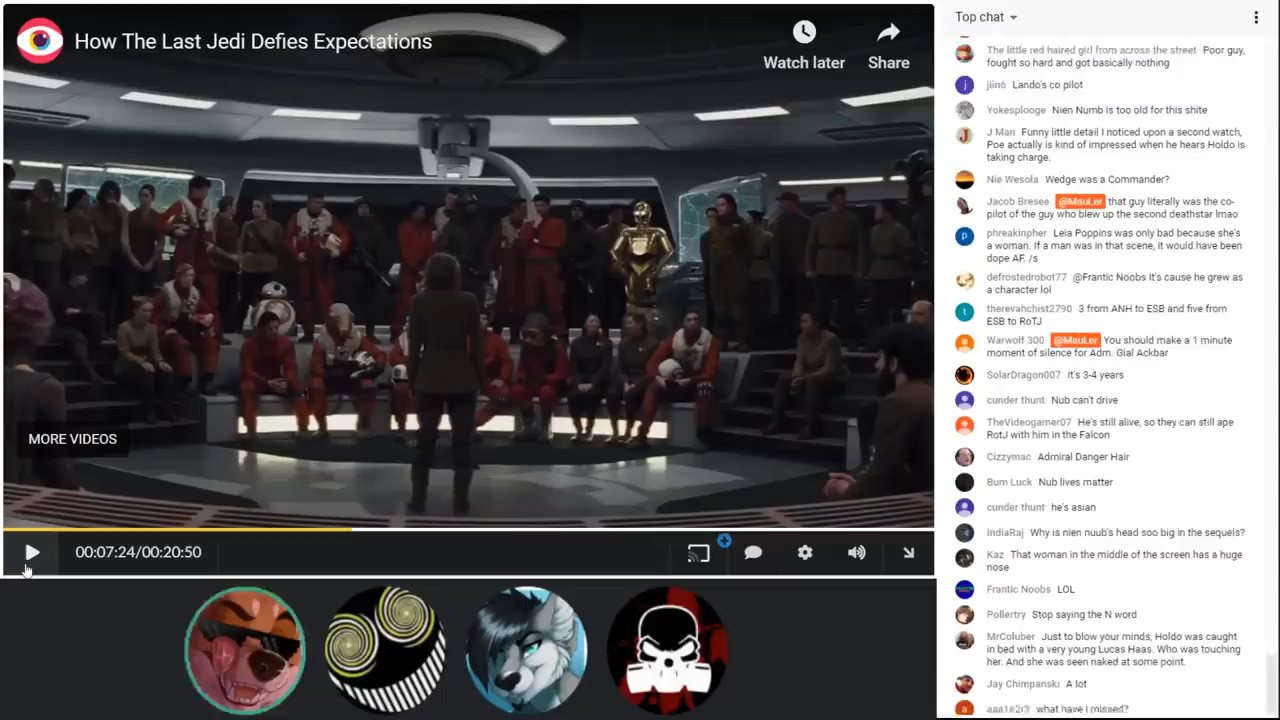 How The Last Jedi Defies Expectations
Watch later
Share
MORE VIDEOS
00:07:24/00:20:50
Top chat
The little red haired girl from across the street Poor guy,
fought so hard and got basically nothing
j
jiin6 Lando's co pilot
Yokesplooge Nien Numb is too old for this shite
J Man Funny little detail I noticed upon a second watch,
Poe actually is kind of impressed when he hears Holdo is
taking charge.
Nie Wesoła Wedge was a Commander?
Jacob Bresee @MauLer that guy literally was the co-
pilot of the guy who blew up the second deathstar lmao
P
phreakinpher Leia Poppins was only bad because she's
a woman. If a man was in that scene, it would have been
dope AF. /s
defrostedrobot77 @Frantic Noobs It's cause he grew as
a character lol
t
therevahchist2790 3 from ANH to ESB and five from
ESB to RoTJ
Warwolf 300 @MauLer You should make a 1 minute
moment of silence for Adm. Gial Ackbar
SolarDragon007 It's 3-4 years
cunder thunt Nub can't drive
TheVideogamer07 He's still alive, so they can still ape
RotJ with him in the Falcon
Cizzymac Admiral Danger Hair
Bum Luck Nub lives matter
cunder thunt he's asian
IndiaRaj Why is nien nuub's head soo big in the sequels?
Kaz That woman in the middle of the screen has a huge
nose
Frantic Noobs LOL
Pollertry Stop saying the N word
MrColuber Just to blow your minds, Holdo was caught
in bed with a very young Lucas Haas. Who was touching
her. And she was seen naked at some point.
Jay Chimpanski A lot
a
aaa1e2r3 what have i missed?